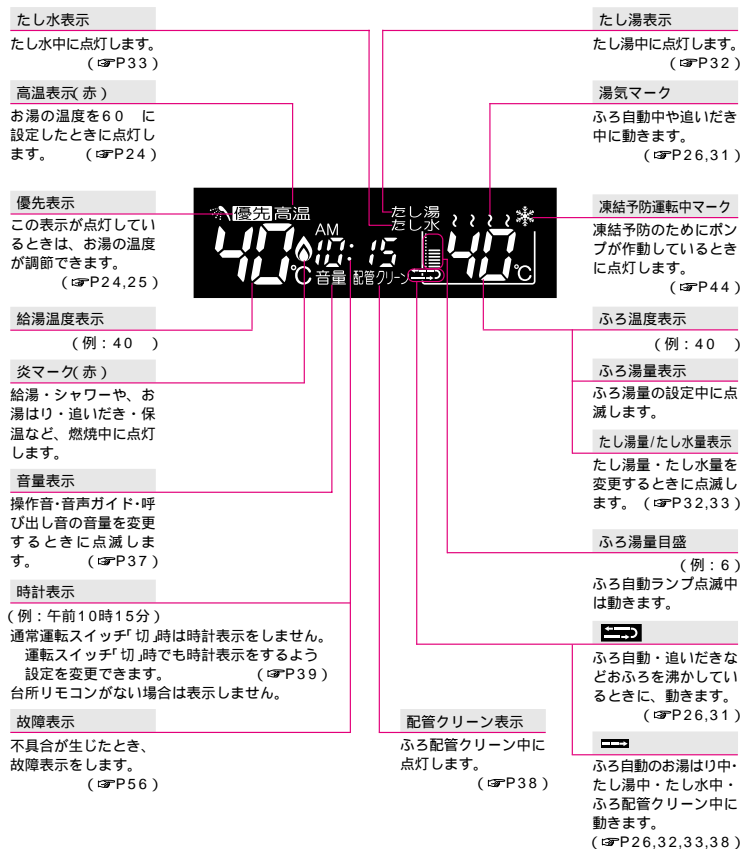 たし水表示
たし水中に点灯します。
(☞P33)
高温表示(赤)
お湯の温度を60 に
設定したときに点灯し
ます。 (☞P24)
優先表示
この表示が点灯してい
るときは、お湯の温度
が調節できます。
(☞P24,25)
給湯温度表示
(例:40 )
炎マーク(赤)
給湯・シャワーや、お
湯はり・追いだき・保
温など、燃焼中に点灯
します。
音量表示
操作音・音声ガイド・呼
び出し音の音量を変更
するときに点滅しま
す。 (☞P37)
時計表示
(例:午前10時15分)
通常運転スイッチ「切」時は時計表示をしません。
運転スイッチ「切」時でも時計表示をするよう
設定を変更できます。 (☞P39)
台所リモコンがない場合は表示しません。
故障表示
不具合が生じたとき、
故障表示をします。
(☞P56)
優先 高温
たし湯
たし水
AM
40℃ 10:15 40℃
音量 配管クリーン
配管クリーン表示
ふろ配管クリーン中に
点灯します。
(☞P38)
たし湯表示
たし湯中に点灯します。
(☞P32)
湯気マーク
ふろ自動中や追いだき
中に動きます。
(☞P26,31)
凍結予防運転中マーク
凍結予防のためにポン
プが作動しているとき
に点灯します。
(☞P44)
ふろ温度表示
(例:40 )
ふろ湯量表示
ふろ湯量の設定中に点
滅します。
たし湯量/たし水量表示
たし湯量・たし水量を
変更するときに点滅し
ます。 (☞P32,33)
ふろ湯量目盛
(例:6)
ふろ自動ランプ点滅中
は動きます。
ふろ自動・追いだきな
どおふろを沸かしてい
るときに、動きます。
(☞P26,31)
ふろ自動のお湯はり中・
たし湯中・たし水中・
ふろ配管クリーン中に
動きます。
(☞P26,32,33,38)